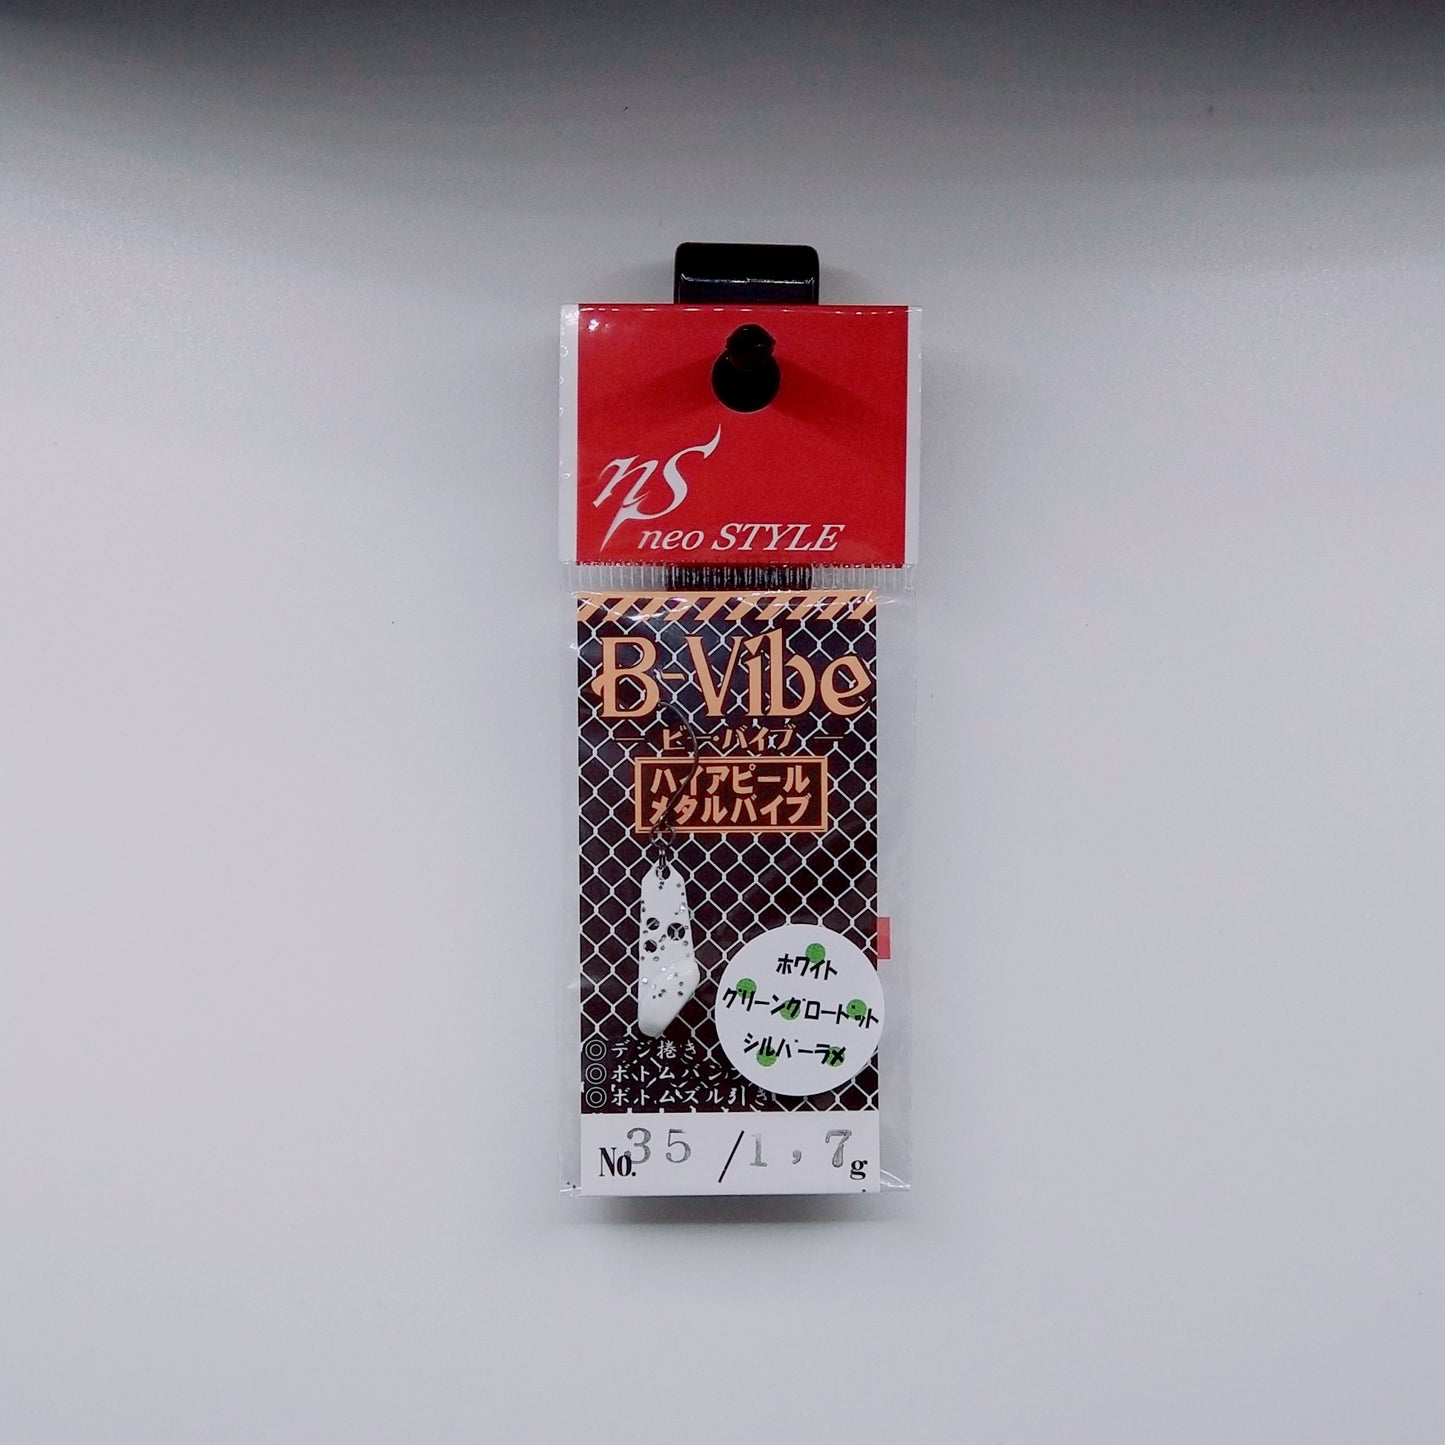 ns
neo STYLE
B-Vibe
ビー・バイブ
ハイアピール
メタルバイブ
ホワイト
グリーングロードット
シルバーラメ
◎デジ捲き
◎ボトムバン
◎ボトムズル引き
No.35/1,7g